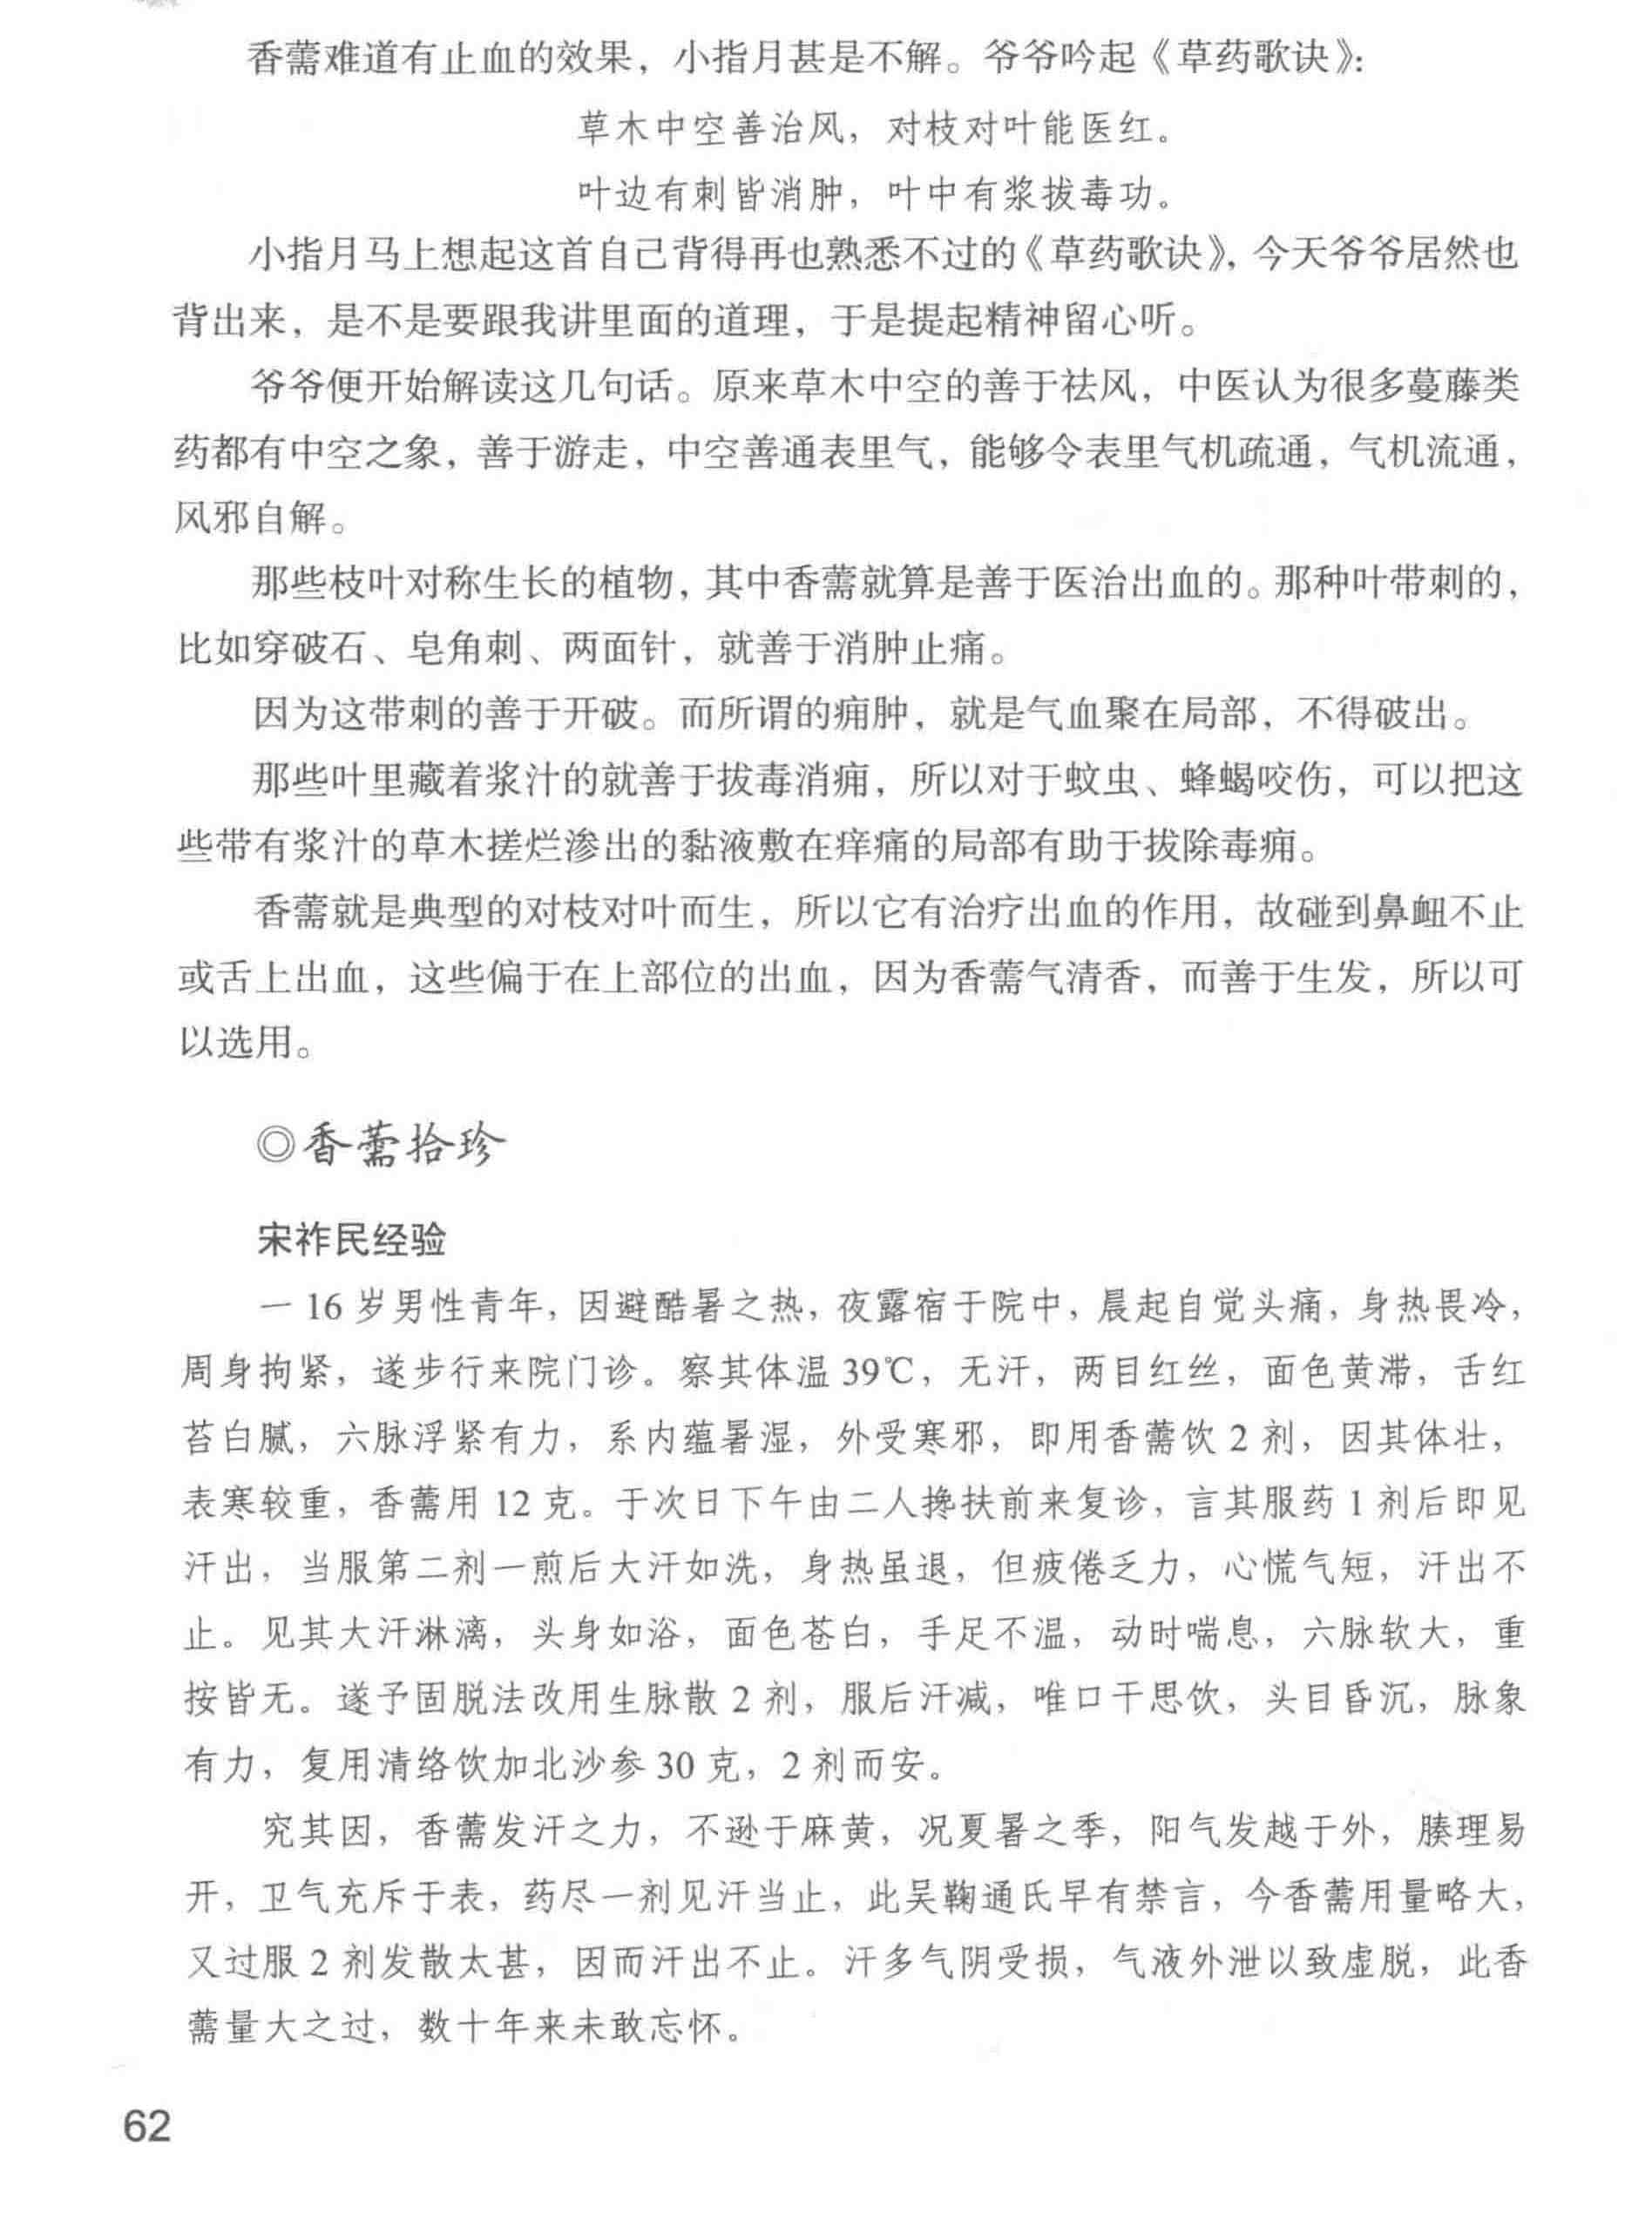 香薷难道有止血的效果，小指月甚是不解。爷爷吟起《草药歌诀》：
草木中空善治风，对枝对叶能医红。
叶边有刺皆消肿，叶中有浆拔毒功。
小指月马上想起这首自己背得再也熟悉不过的《草药歌诀》，今天爷爷居然也
背出来，是不是要跟我讲里面的道理，于是提起精神留心听。
爷爷便开始解读这几句话。原来草木中空的善于祛风，中医认为很多蔓藤类
药都有中空之象，善于游走，中空善通表里气，能够令表里气机疏通，气机流通，
风邪自解。
那些枝叶对称生长的植物，其中香薷就算是善于医治出血的。那种叶带刺的，
比如穿破石、皂角刺、两面针，就善于消肿止痛。
因为这带刺的善于开破。而所谓的痈肿，就是气血聚在局部，不得破出。
那些叶里藏着浆汁的就善于拔毒消痈，所以对于蚊虫、蜂蝎咬伤，可以把这
些带有浆汁的草木搓烂渗出的黏液敷在痒痛的局部有助于拔除毒痈。
香薷就是典型的对枝对叶而生，所以它有治疗出血的作用，故碰到鼻衄不止
或舌上出血，这些偏于在上部位的出血，因为香薷气清香，而善于生发，所以可
以选用。
◎香薷拾珍
宋祚民经验
一 16 岁男性青年，因避酷暑之热，夜露宿于院中，晨起自觉头痛，身热畏冷，
周身拘紧，遂步行来院门诊。察其体温 39℃，无汗，两目红丝，面色黄滞，舌红
苔白腻，六脉浮紧有力，系内蕴暑湿，外受寒邪，即用香薷饮 2 剂，因其体壮，
表寒较重，香薷用 12 克。于次日下午由二人搀扶前来复诊，言其服药 1 剂后即见
汗出，当服第二剂一煎后大汗如洗，身热虽退，但疲倦乏力，心慌气短，汗出不
止。见其大汗淋漓，头身如浴，面色苍白，手足不温，动时喘息，六脉软大，重
按皆无。遂予固脱法改用生脉散 2 剂，服后汗减，唯口干思饮，头目昏沉，脉象
有力，复用清络饮加北沙参 30 克，2 剂而安。
究其因，香薷发汗之力，不逊于麻黄，况夏暑之季，阳气发越于外，腠理易
开，卫气充斥于表，药尽一剂见汗当止，此吴鞠通氏早有禁言，今香薷用量略大，
又过服 2 剂发散太甚，因而汗出不止。汗多气阴受损，气液外泄以致虚脱，此香
薷量大之过，数十年来未敢忘怀。
62